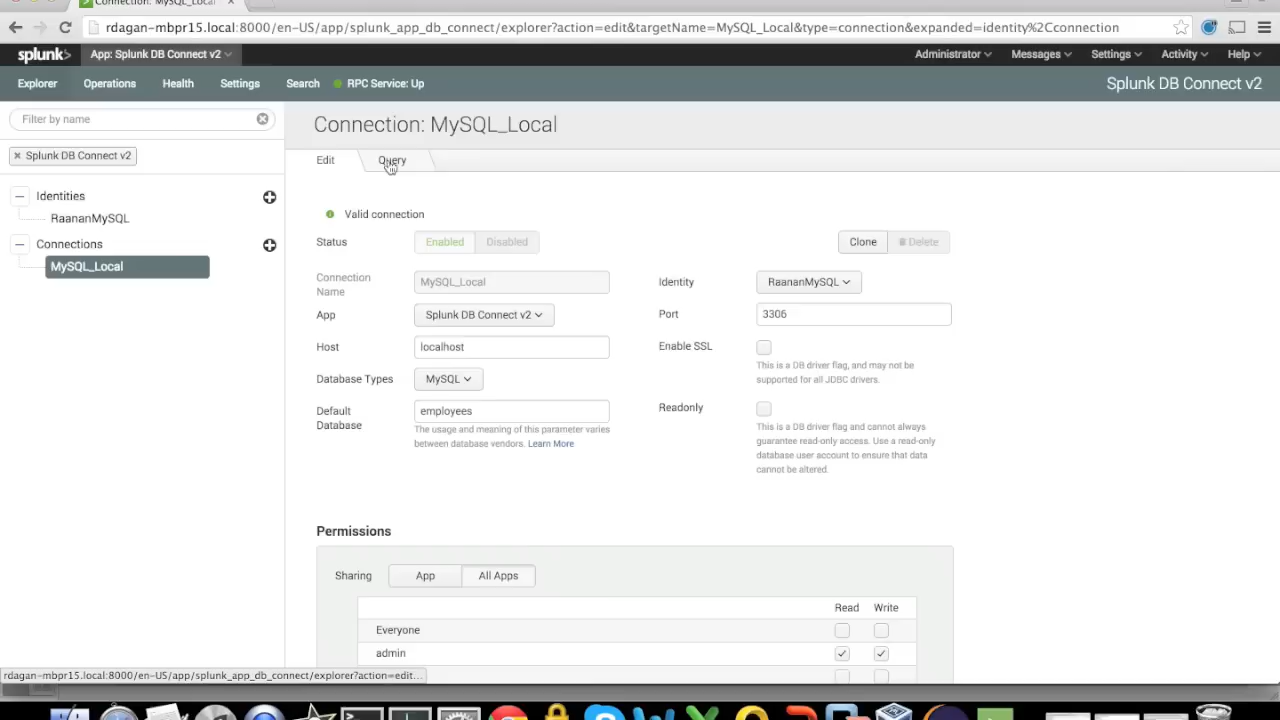 Connection: MySQL_Local
rdagan-mbpr15.local:8000/en-US/app/splunk_app_db_connect/explorer?action=edit&targetName=MySQL_Local&type=connection&expanded=identity%2Cconnection
splunk> App: Splunk DB Connect v2 Administrator Messages Settings Activity Help
Explorer Operations Health Settings Search RPC Service: Up Splunk DB Connect v2
Filter by name
Splunk DB Connect v2
Identities
RaananMySQL
Connections
MySQL_Local
Connection: MySQL_Local
Edit Query
Valid connection
Status Enabled Disabled Clone Delete
Connection Name MySQL_Local Identity RaananMySQL
App Splunk DB Connect v2 Port 3306
Host localhost Enable SSL
This is a DB driver flag, and may not
supported for all JDBC drivers.
Database Types MySQL
Default Database employees Readonly
The usage and meaning of this parameter varies
between database vendors. Learn More
This is a DB driver flag and cannot always
guarantee read-only access. Use a read-only
database user account to ensure that data
cannot be altered.
Permissions
Sharing App All Apps
Read Write
Everyone
admin
rdagan-mbpr15.local:8000/en-US/app/splunk_app_db_connect/explorer?action=edit...